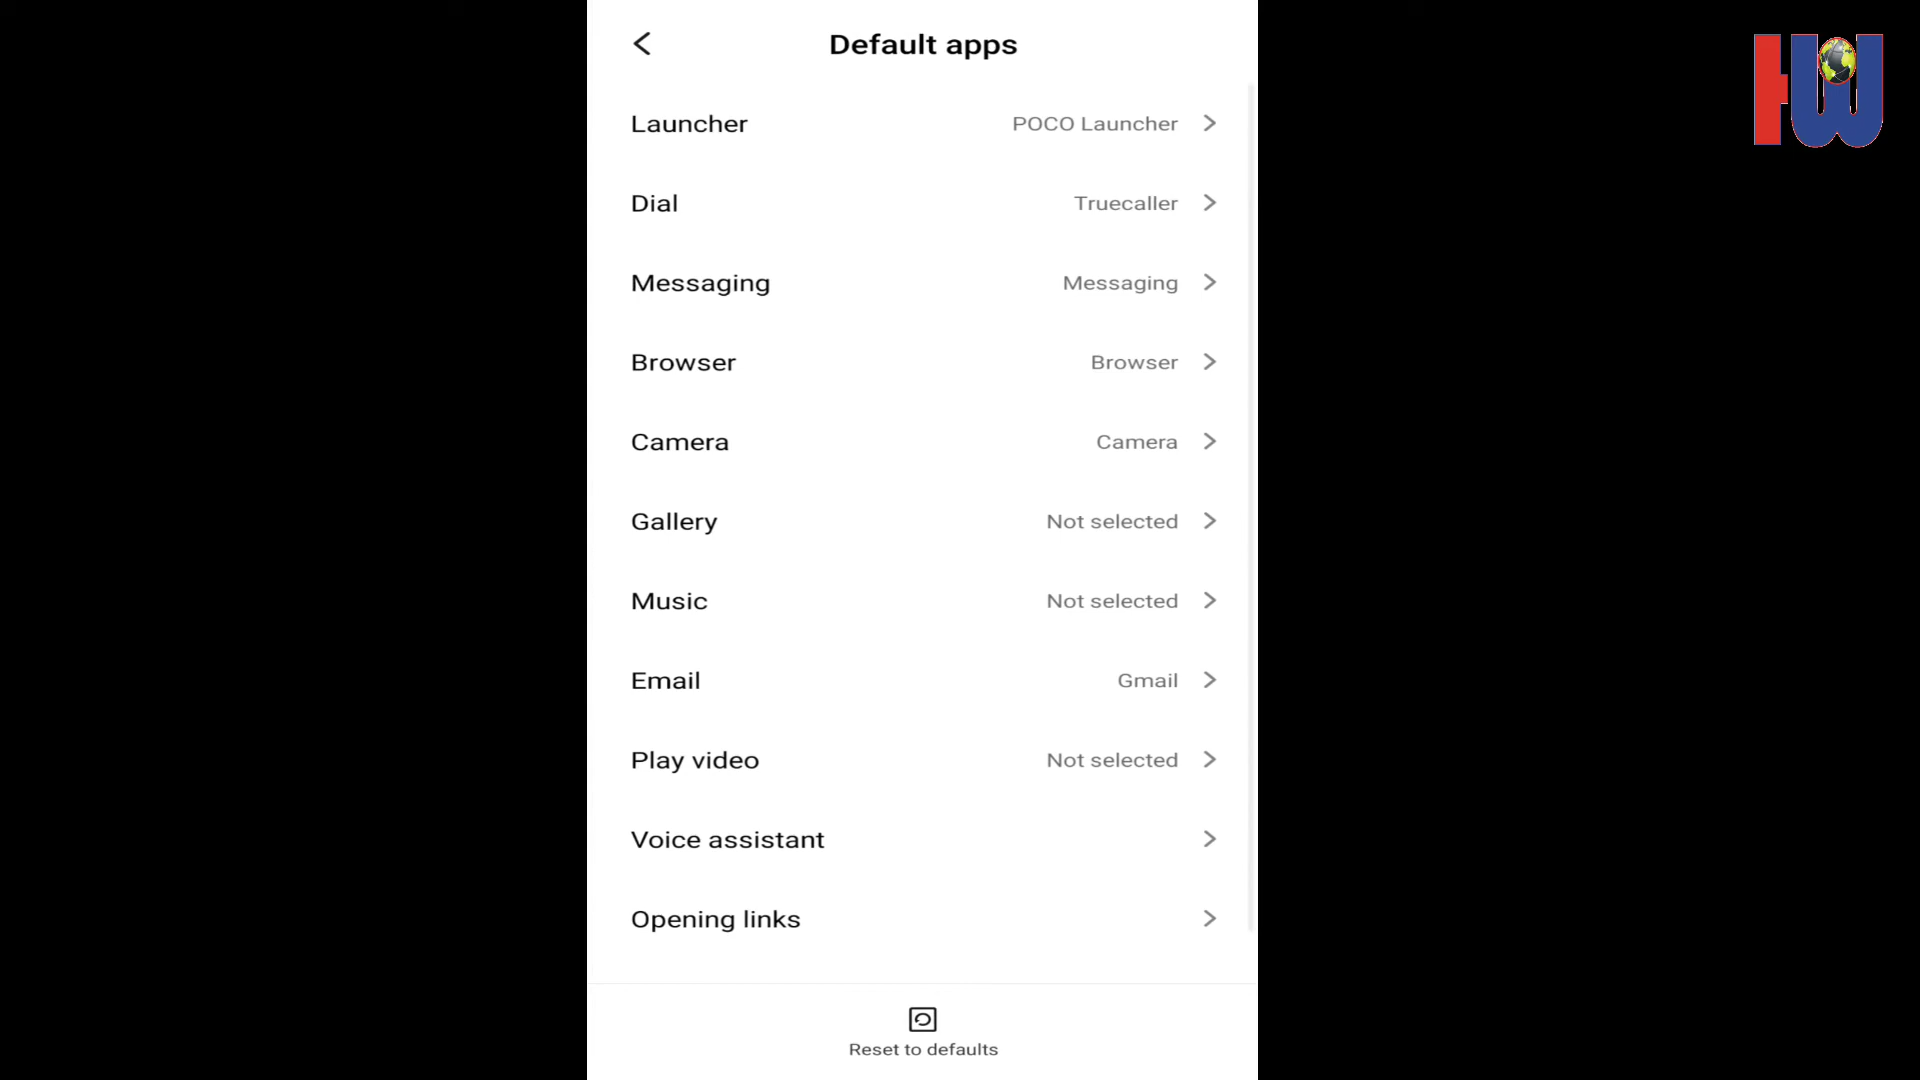 Default apps
Launcher POCO Launcher
Dial Truecaller
Messaging Messaging
Browser Browser
Camera Camera
Gallery Not selected
Music Not selected
Email Gmail
Play video Not selected
Voice assistant
Opening links
Reset to defaults
HW